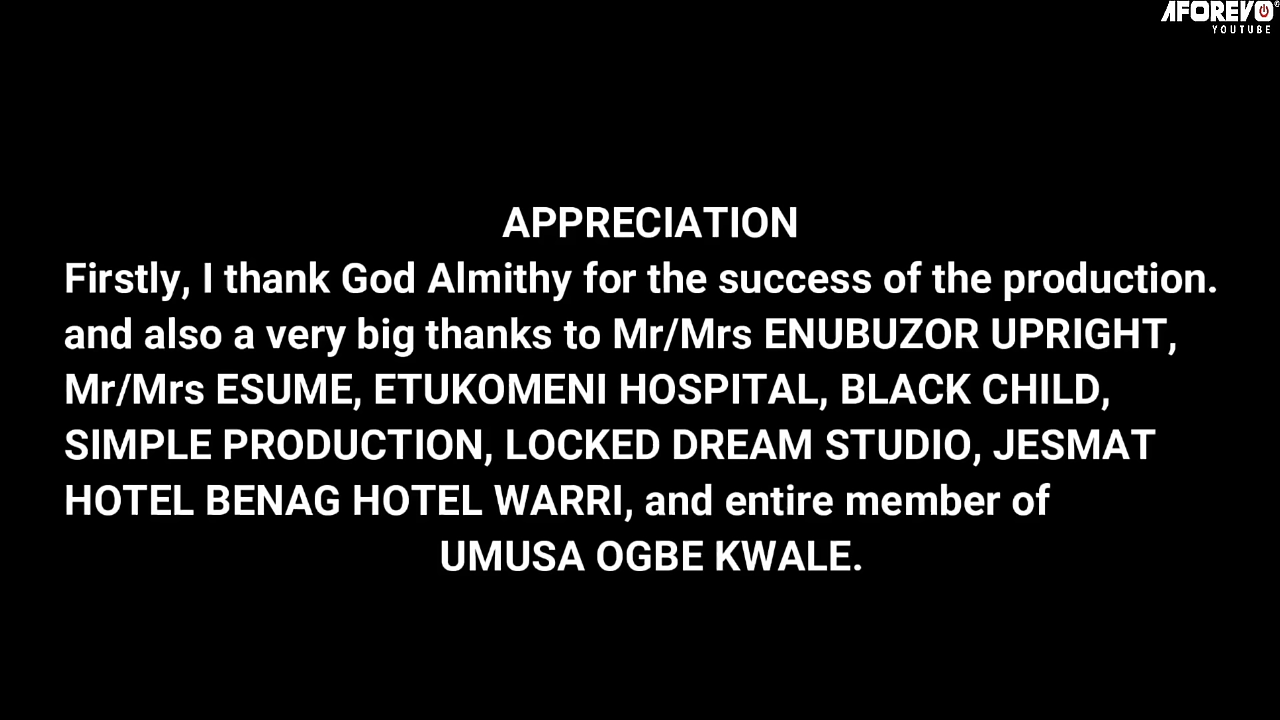 AFOREVO
YOUTUBE
APPRECIATION
Firstly, I thank God Almithy for the success of the production.
and also a very big thanks to Mr/Mrs ENUBUZOR UPRIGHT,
Mr/Mrs ESUME, ETUKOMENI HOSPITAL, BLACK CHILD,
SIMPLE PRODUCTION, LOCKED DREAM STUDIO, JESMAT
HOTEL BENAG HOTEL WARRI, and entire member of
UMUSA OGBE KWALE.